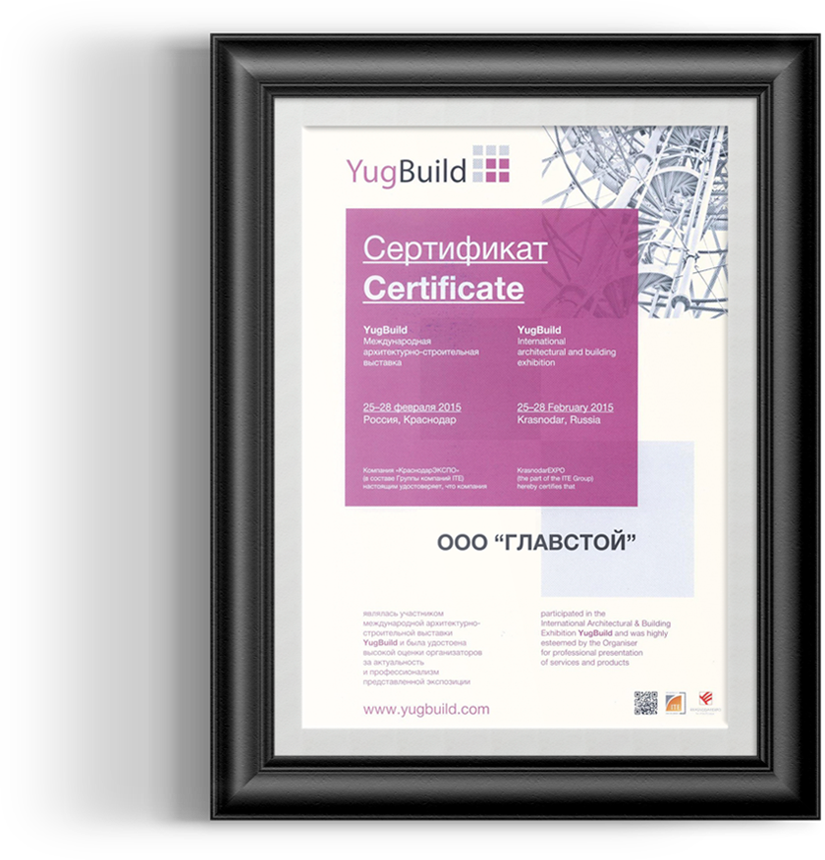 YugBuild
Сертификат
Certificate
YugBuild
Международная
архитектурно-строительная
выставка
YugBuild
International
architectural and building
exhibition
25–28 февраля 2015
Россия, Краснодар
25–28 February 2015
Krasnodar, Russia
Компания «КраснодарЭКСПО»
(в составе Группы компаний ITE)
настоящим удостоверяет, что компания
KrasnodarEXPO
(the part of the ITE Group)
hereby certifies that
ООО “ГЛАВСТОЙ”
являлась участником
международной архитектурно-
строительной выставки
YugBuild и была удостоена
высокой оценки организаторов
за актуальность
и профессионализм
представленной экспозиции
participated in the
International Architectural & Building
Exhibition YugBuild and was highly
esteemed by the Organiser
for professional presentation
of services and products
www.yugbuild.com
ITE